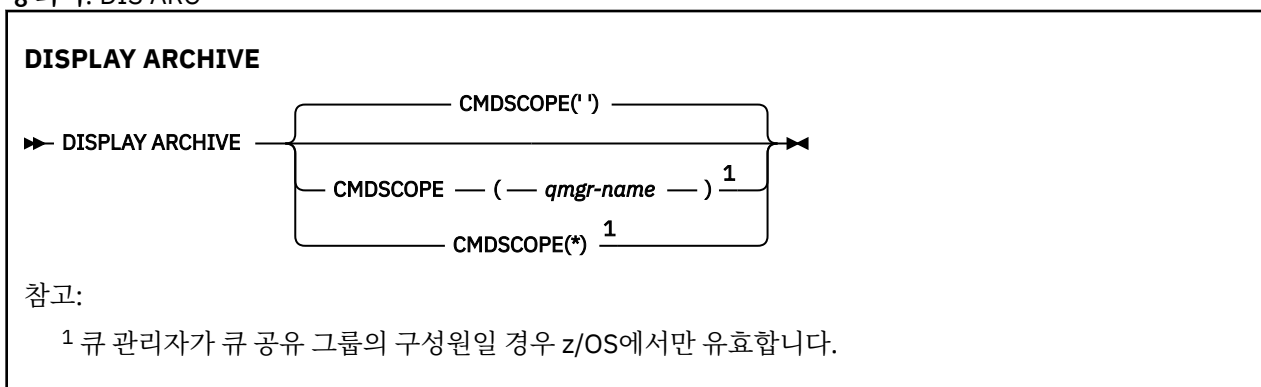 DIS ARC
DISPLAY ARCHIVE
CMDSCOPE(' ')
DISPLAY ARCHIVE
CMDSCOPE ( qmgr-name ) 1
CMDSCOPE(*) 1
참고:
1 큐 관리자가 큐 공유 그룹의 구성원일 경우 z/OS에서만 유효합니다.